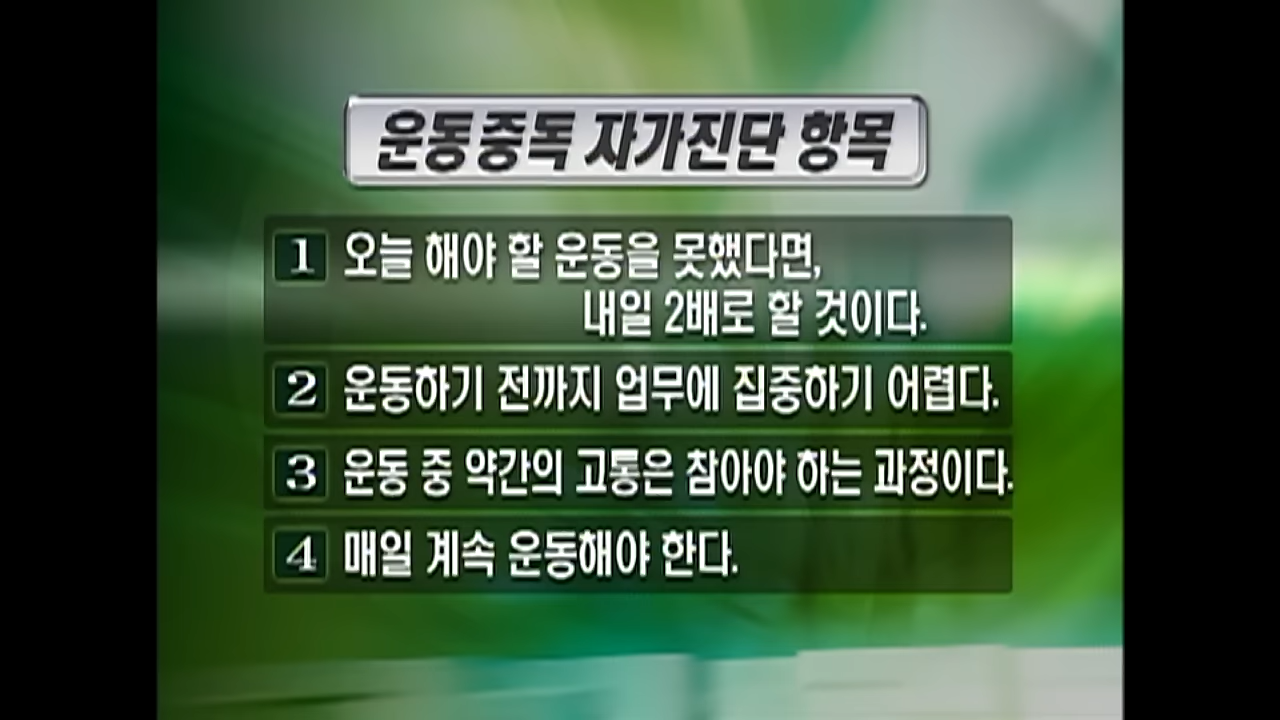 운동중독 자가진단 항목
1 오늘 해야 할 운동을 못했다면,
내일 2배로 할 것이다.
2 운동하기 전까지 업무에 집중하기 어렵다.
3 운동 중 약간의 고통은 참아야 하는 과정이다.
4 매일 계속 운동해야 한다.